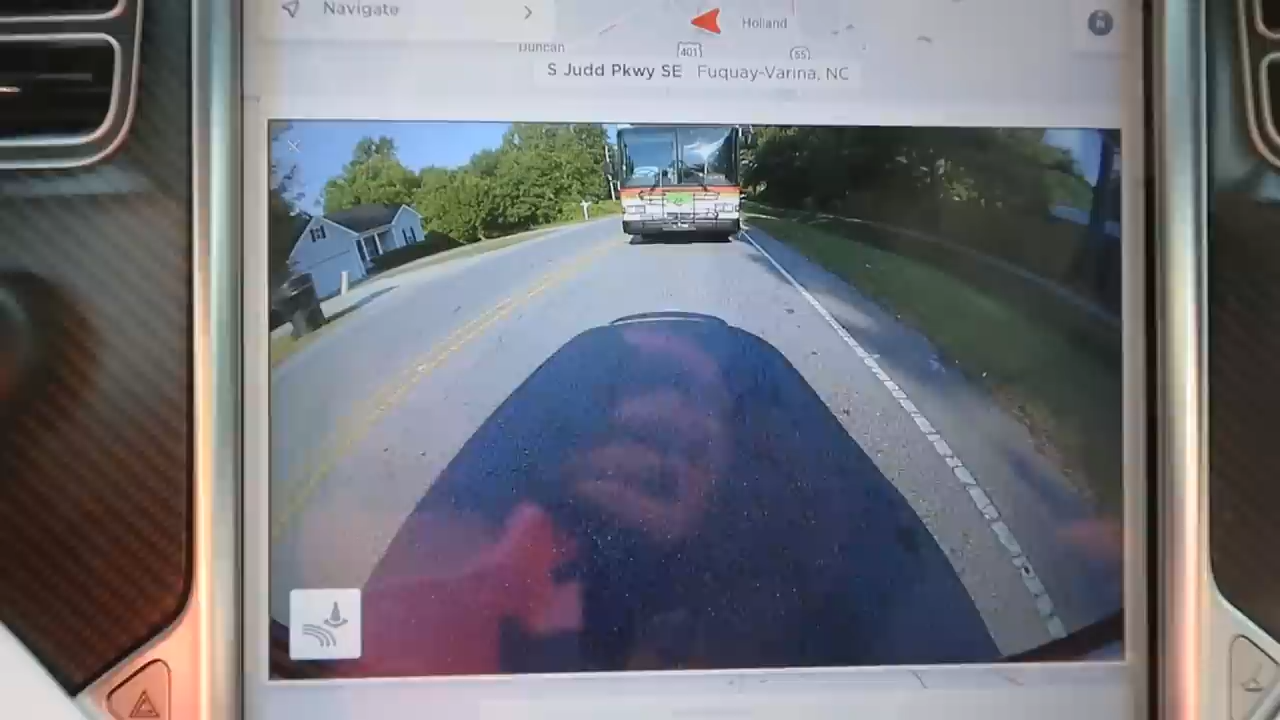 Navigate
Holland
Duncan
401
55
S Judd Pkwy SE Fuquay-Varina, NC